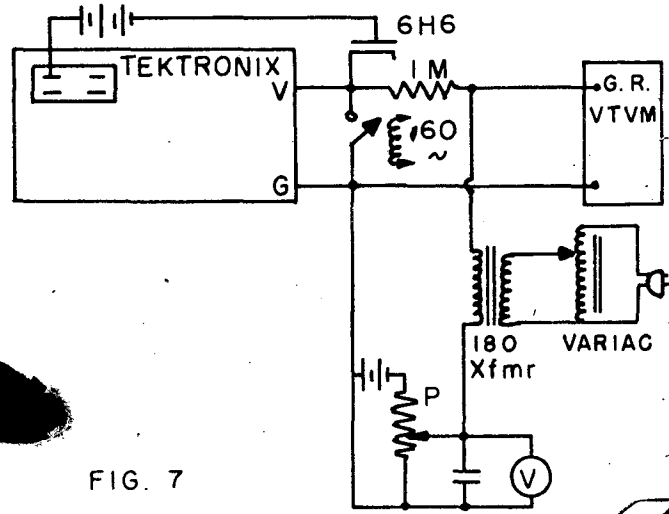 6H6
TEKTRONIX
1 M
V
G. R.
VTVM
60
~
G
180
Xfmr
VARIAC
P
V
FIG. 7